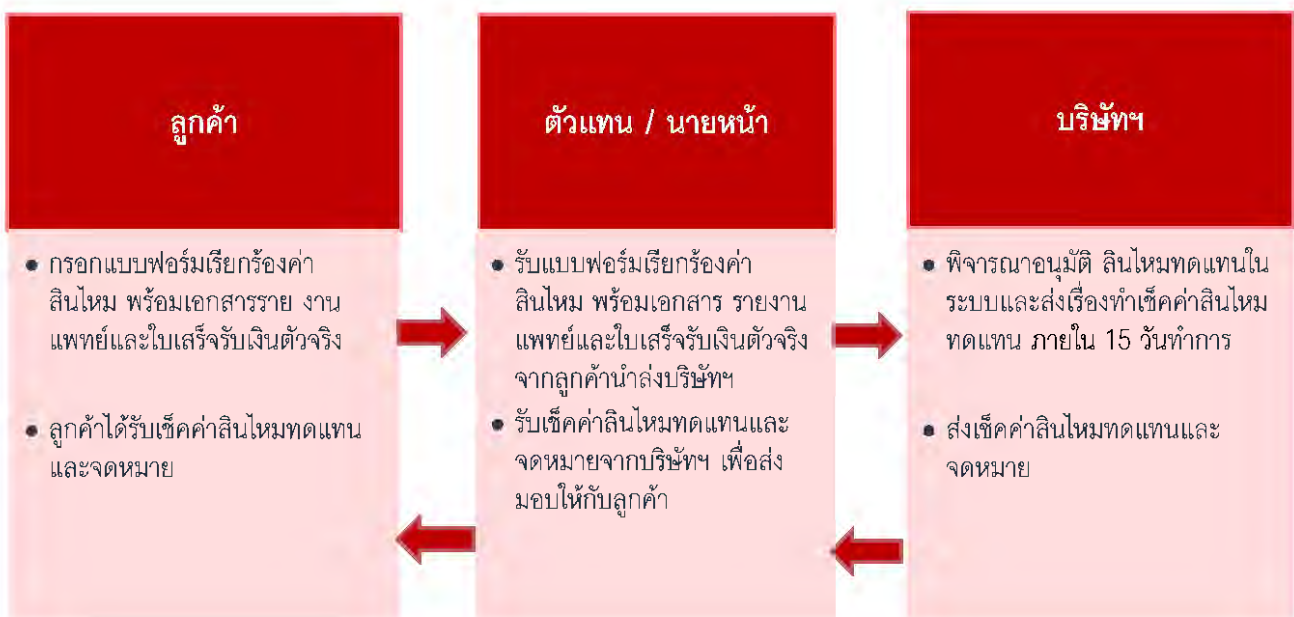 ลูกค้า
• กรอกแบบฟอร์มเรียกร้องค่า
สินไหม พร้อมเอกสารราย งาน
แพทย์และใบเสร็จรับเงินตัวจริง
• ลูกค้าได้รับเช็คค่าสินไหมทดแทน
และจดหมาย
ตัวแทน / นายหน้า
• รับแบบฟอร์มเรียกร้องค่า
สินไหม พร้อมเอกสาร รายงาน
แพทย์และใบเสร็จรับเงินตัวจริง
จากลูกค้านำส่งบริษัทฯ
• รับเช็คค่าสินไหมทดแทนและ
จดหมายจากบริษัทฯ เพื่อส่ง
มอบให้กับลูกค้า
บริษัทฯ
• พิจารณาอนุมัติ สินไหมทดแทนใน
ระบบและส่งเรื่องทำเช็คค่าสินไหม
ทดแทน ภายใน 15 วันทำการ
• ส่งเช็คค่าสินไหมทดแทนและ
จดหมาย